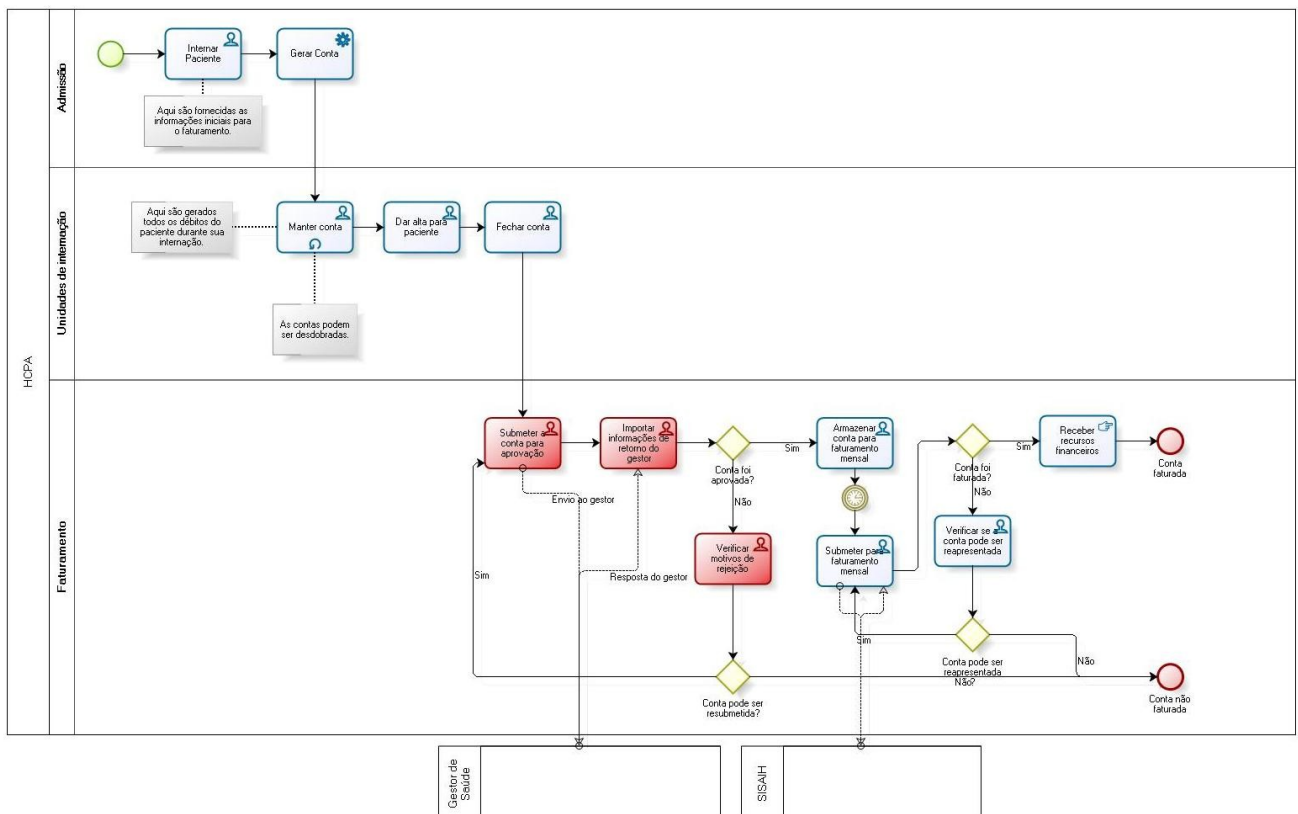 HCPA
Admissão
Internar
Paciente
Gerar Conta
Aqui são fornecidas as
informações iniciais para
o faturamento.
Unidades de internação
Aqui são gerados
todos os débitos do
paciente durante sua
internação.
Manter conta
Dar alta para
paciente
Fechar conta
As contas podem
ser desdobradas.
Faturamento
Submeter a
conta para
aprovação
Importar
informações de
retorno do
gestor
Conta foi
aprovada?
Sim
Não
Armazenar
conta para
faturamento
mensal
Conta foi
faturada?
Sim
Não
Receber
recursos
financeiros
Conta
faturada
Envio ao gestor
Resposta do gestor
Verificar
motivos de
rejeição
Submeter para
faturamento
mensal
Verificar se a
conta pode ser
reapresentada
Sim
Sim
Conta pode ser
reapresentada
Não?
Não
Conta pode ser
resubmetida?
Conta não
faturada
Gestor de
Saúde
SISAIH